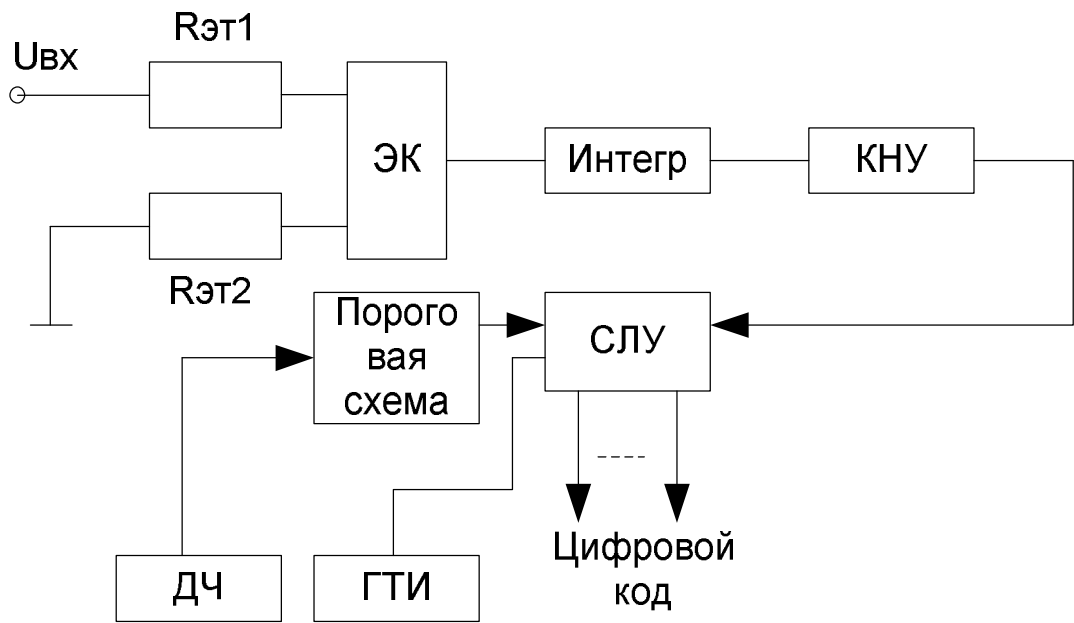 Rэт1
Uвх
ЭК
Интегр
КНУ
Rэт2
Порого
вая
схема
СЛУ
Цифровой
код
ДЧ
ГТИ